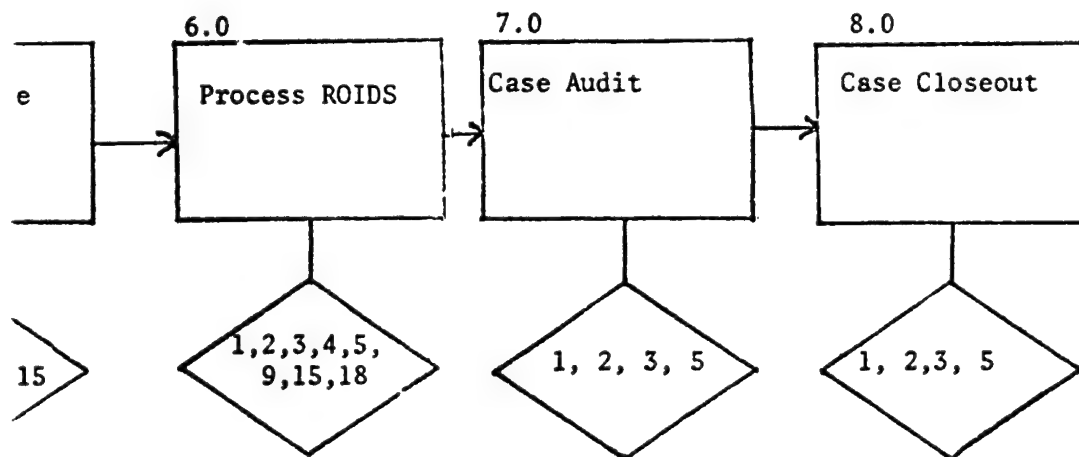 6.0
7.0
8.0
e
Process ROIDS
Case Audit
Case Closeout
15
1,2,3,4,5,
9,15,18
1, 2, 3, 5
1, 2,3, 5